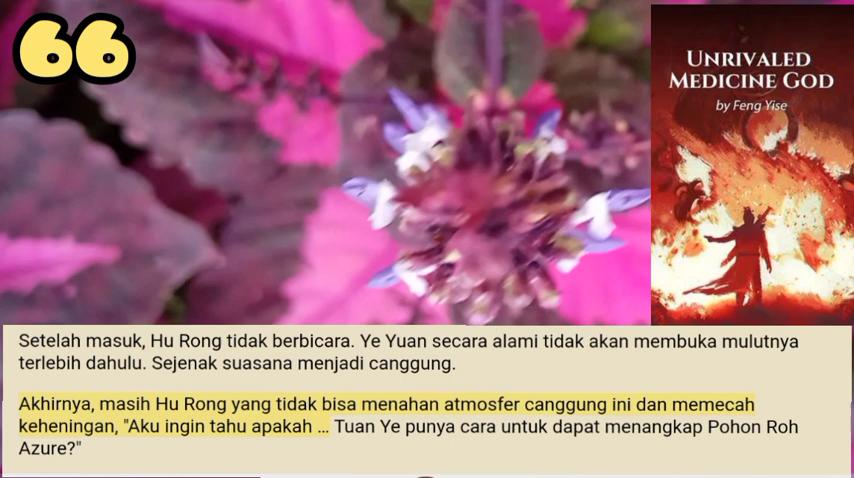 66
UNRIVALED
MEDICINE GOD
by Feng Yise
Setelah masuk, Hu Rong tidak berbicara. Ye Yuan secara alami tidak akan membuka mulutnya
terlebih dahulu. Sejenak suasana menjadi canggung.
Akhirnya, masih Hu Rong yang tidak bisa menahan atmosfer canggung ini dan memecah
keheningan, "Aku ingin tahu apakah ... Tuan Ye punya cara untuk dapat menangkap Pohon Roh
Azure?"